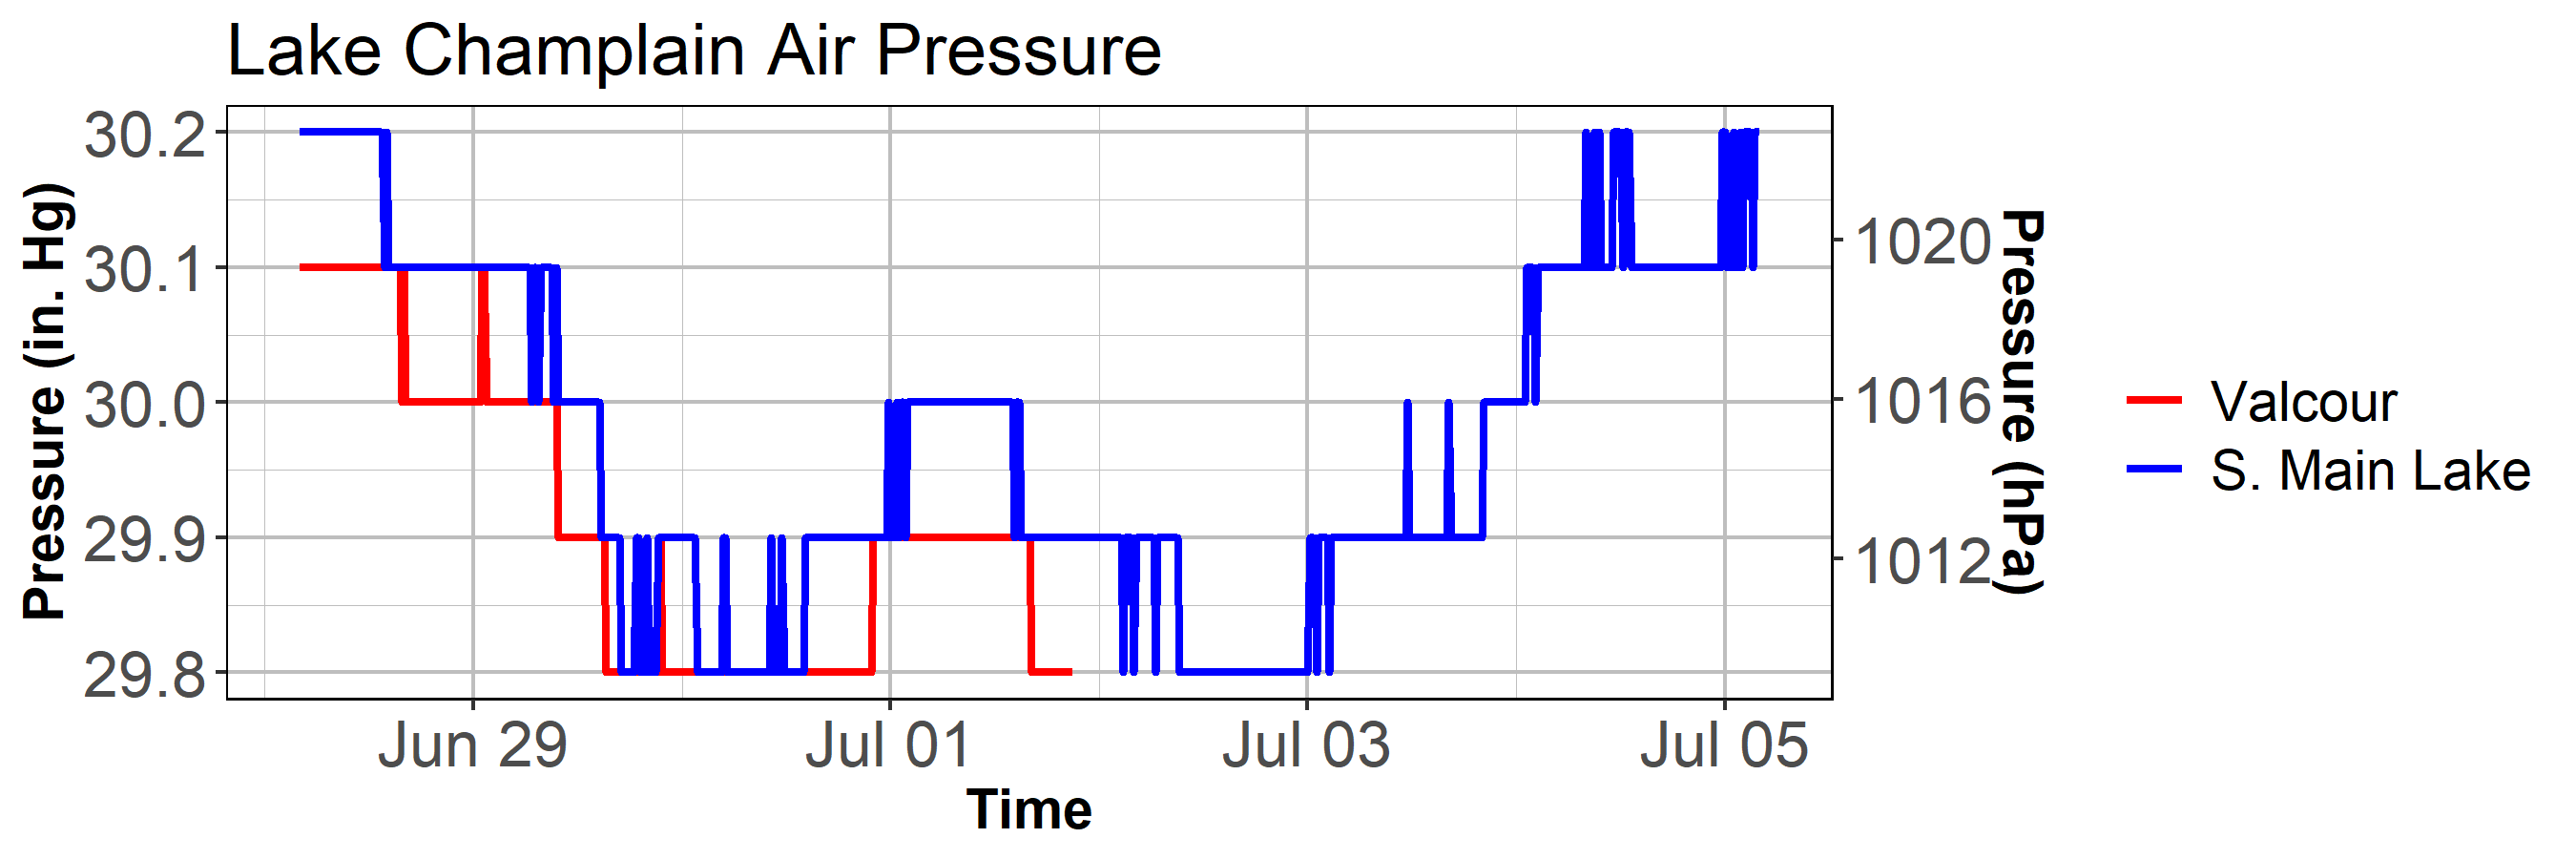 Lake Champlain Air Pressure
Pressure (in. Hg)
30.2
30.1
30.0
29.9
29.8
1020
1016
1012
Pressure (hPa)
Valcour
S. Main Lake
Jun 29
Jul 01
Jul 03
Jul 05
Time